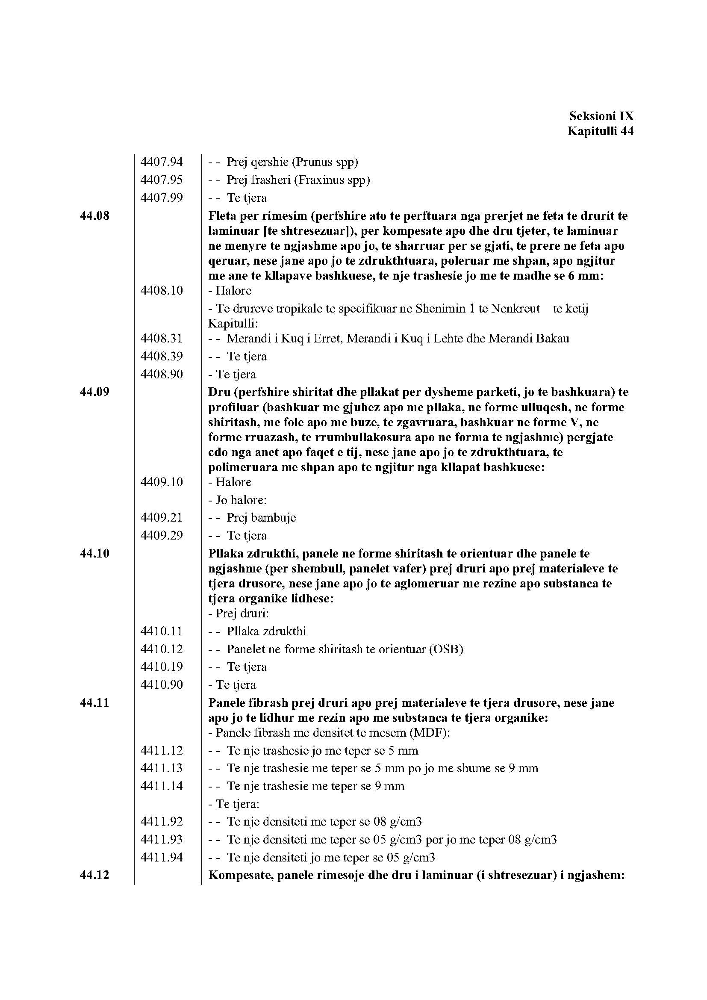 Seksioni IX
Kapitulli 44
4407.94 - - Prej qershie (Prunus spp)
4407.95 - - Prej frasheri (Fraxinus spp)
4407.99 - - Te tjera
44.08 Fleta per rimesim (perfshire ato te perftuara nga prerjet ne feta te drurit te
laminuar [te shtresezuar]), per kompesate apo dhe dru tjeter, te laminuar
ne menyre te ngjashme apo jo, te sharruar per se gjati, te prere ne feta apo
qeruar, nese jane apo jo te zdrukthtuara, poleruar me shpan, apo ngjitur
me ane te kllapave bashkuese, te nje trashesie jo me te madhe se 6 mm:
4408.10 - Halore
- Te drureve tropikale te specifikuar ne Shenimin 1 te Nenkreut te ketij
Kapitulli:
4408.31 - - Merandi i Kuq i Erret, Merandi i Kuq i Lehte dhe Merandi Bakau
4408.39 - - Te tjera
4408.90 - Te tjera
44.09 Dru (perfshire shiritat dhe pllakat per dysheme parketi, jo te bashkuara) te
profiluar (bashkuar me gjuhez apo me pllaka, ne forme ulluqesh, ne forme
shiritash, me fole apo me buze, te zgavruara, bashkuar ne forme V, ne
forme rruazash, te rrumbullakosura apo ne forma te ngjashme) pergjate
cdo nga anet apo faqet e tij, nese jane apo jo te zdrukthtuara, te
polimeruara me shpan apo te ngjitur nga kllapat bashkuese:
4409.10 - Halore
- Jo halore:
4409.21 - - Prej bambuje
4409.29 - - Te tjera
44.10 Pllaka zdrukthi, panele ne forme shiritash te orientuar dhe panele te
ngjashme (per shembull, panelet vafer) prej druri apo prej materialeve te
tjera drusore, nese jane apo jo te aglomeruar me rezine apo substanca te
tjera organike lidhese:
- Prej druri:
4410.11 - - Pllaka zdrukthi
4410.12 - - Panelet ne forme shiritash te orientuar (OSB)
4410.19 - - Te tjera
4410.90 - Te tjera
44.11 Panele fibrash prej druri apo prej materialeve te tjera drusore, nese jane
apo jo te lidhur me rezin apo me substanca te tjera organike:
- Panele fibrash me densitet te mesem (MDF):
4411.12 - - Te nje trashesie jo me teper se 5 mm
4411.13 - - Te nje trashesie me teper se 5 mm po jo me shume se 9 mm
4411.14 - - Te nje trashesie me teper se 9 mm
- Te tjera:
4411.92 - - Te nje densiteti me teper se 08 g/cm3
4411.93 - - Te nje densiteti me teper se 05 g/cm3 por jo me teper 08 g/cm3
4411.94 - - Te nje densiteti jo me teper se 05 g/cm3
44.12 Kompesate, panele rimesoje dhe dru i laminuar (i shtresezuar) i ngjashem: